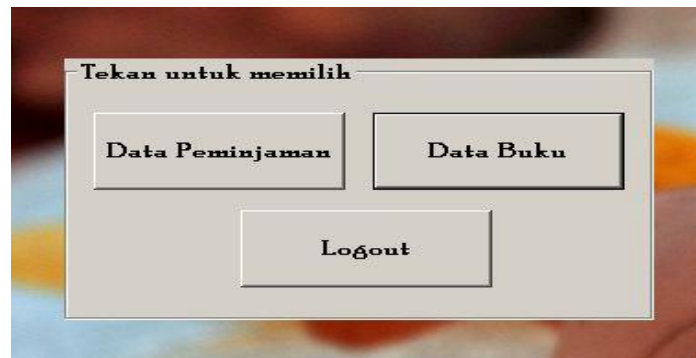 Tekan untuk memilih
Data Peminjaman
Data Buku
Logout